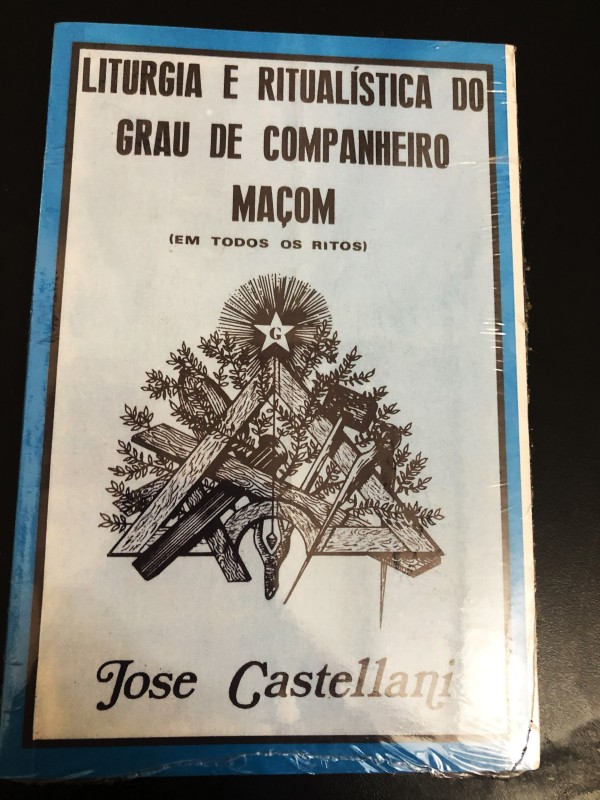 LITURGIA E RITUALÍSTICA DO
GRAU DE COMPANHEIRO
MAÇOM
(EM TODOS OS RITOS)
G
Jose Castellani